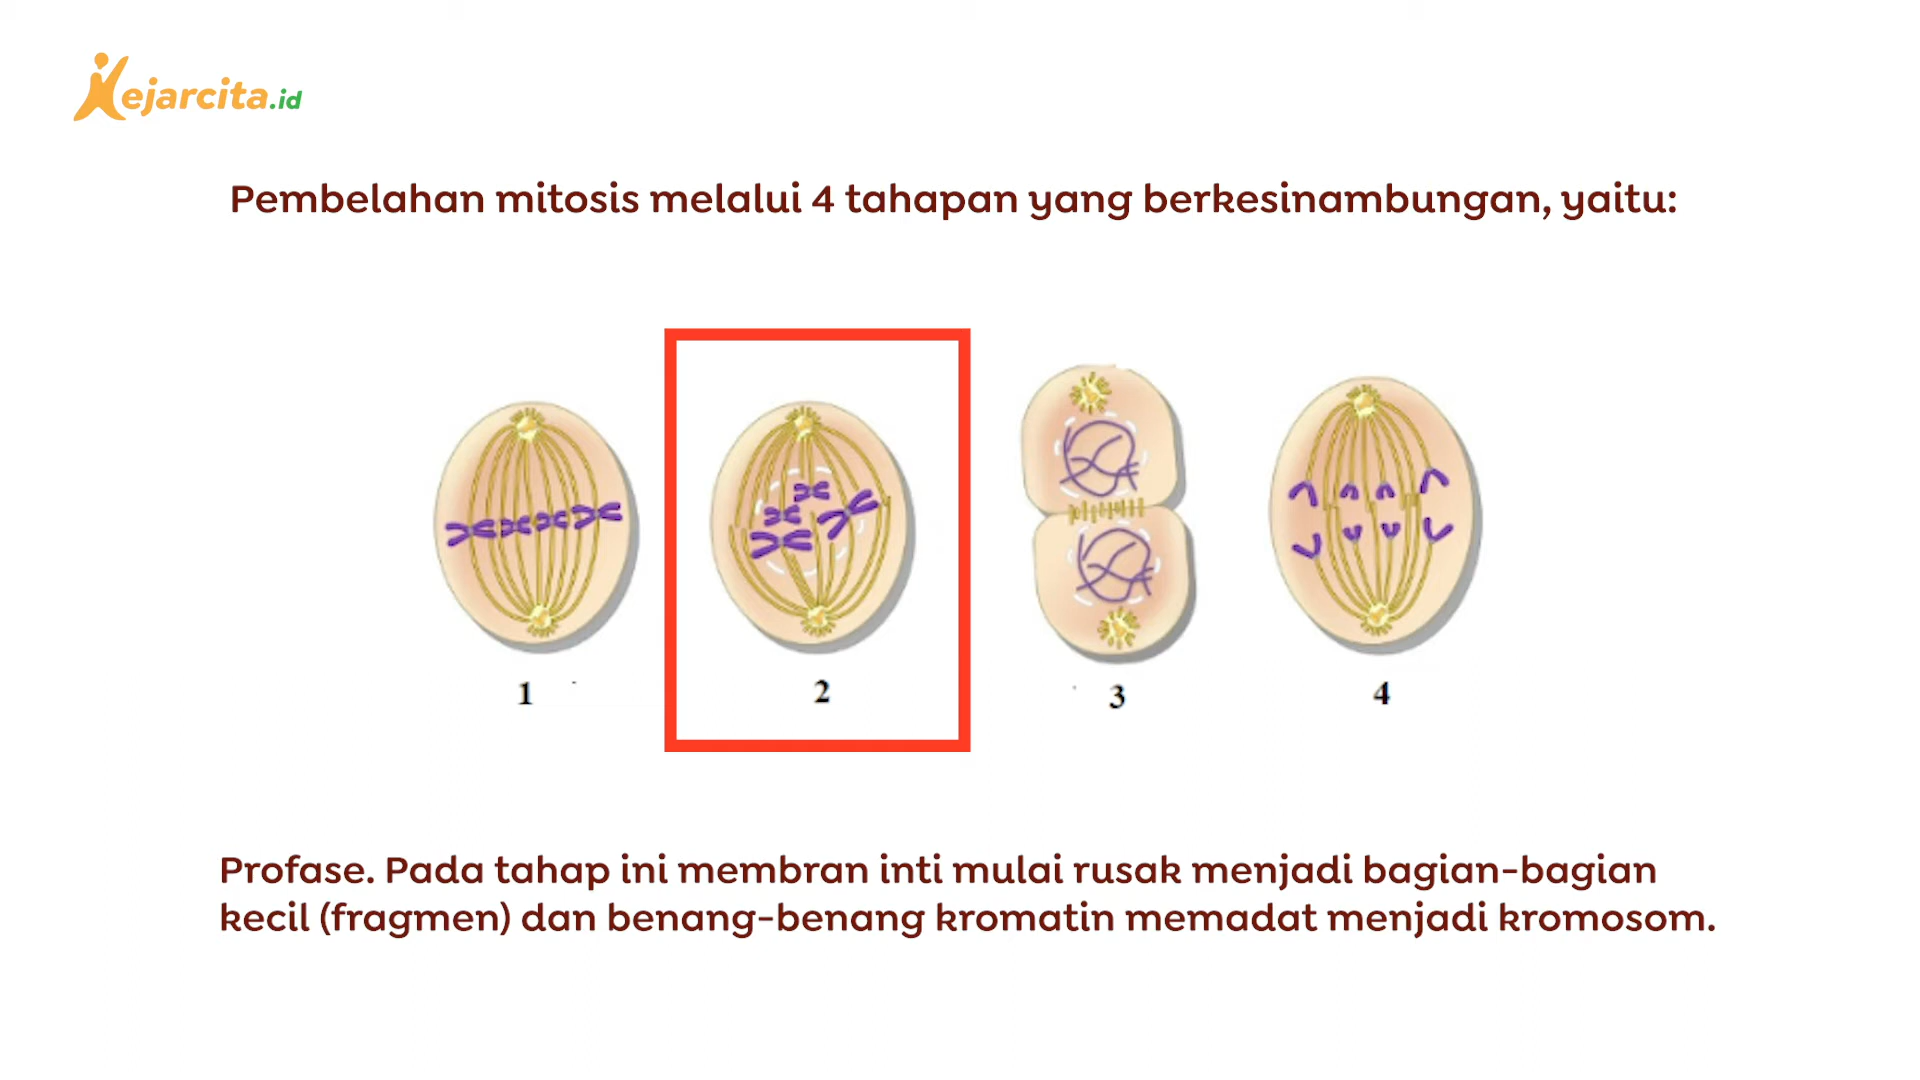 Kejarcita.id
Pembelahan mitosis melalui 4 tahapan yang berkesinambungan, yaitu:
1
2
3
4
Profase. Pada tahap ini membran inti mulai rusak menjadi bagian-bagian
kecil (fragmen) dan benang-benang kromatin memadat menjadi kromosom.